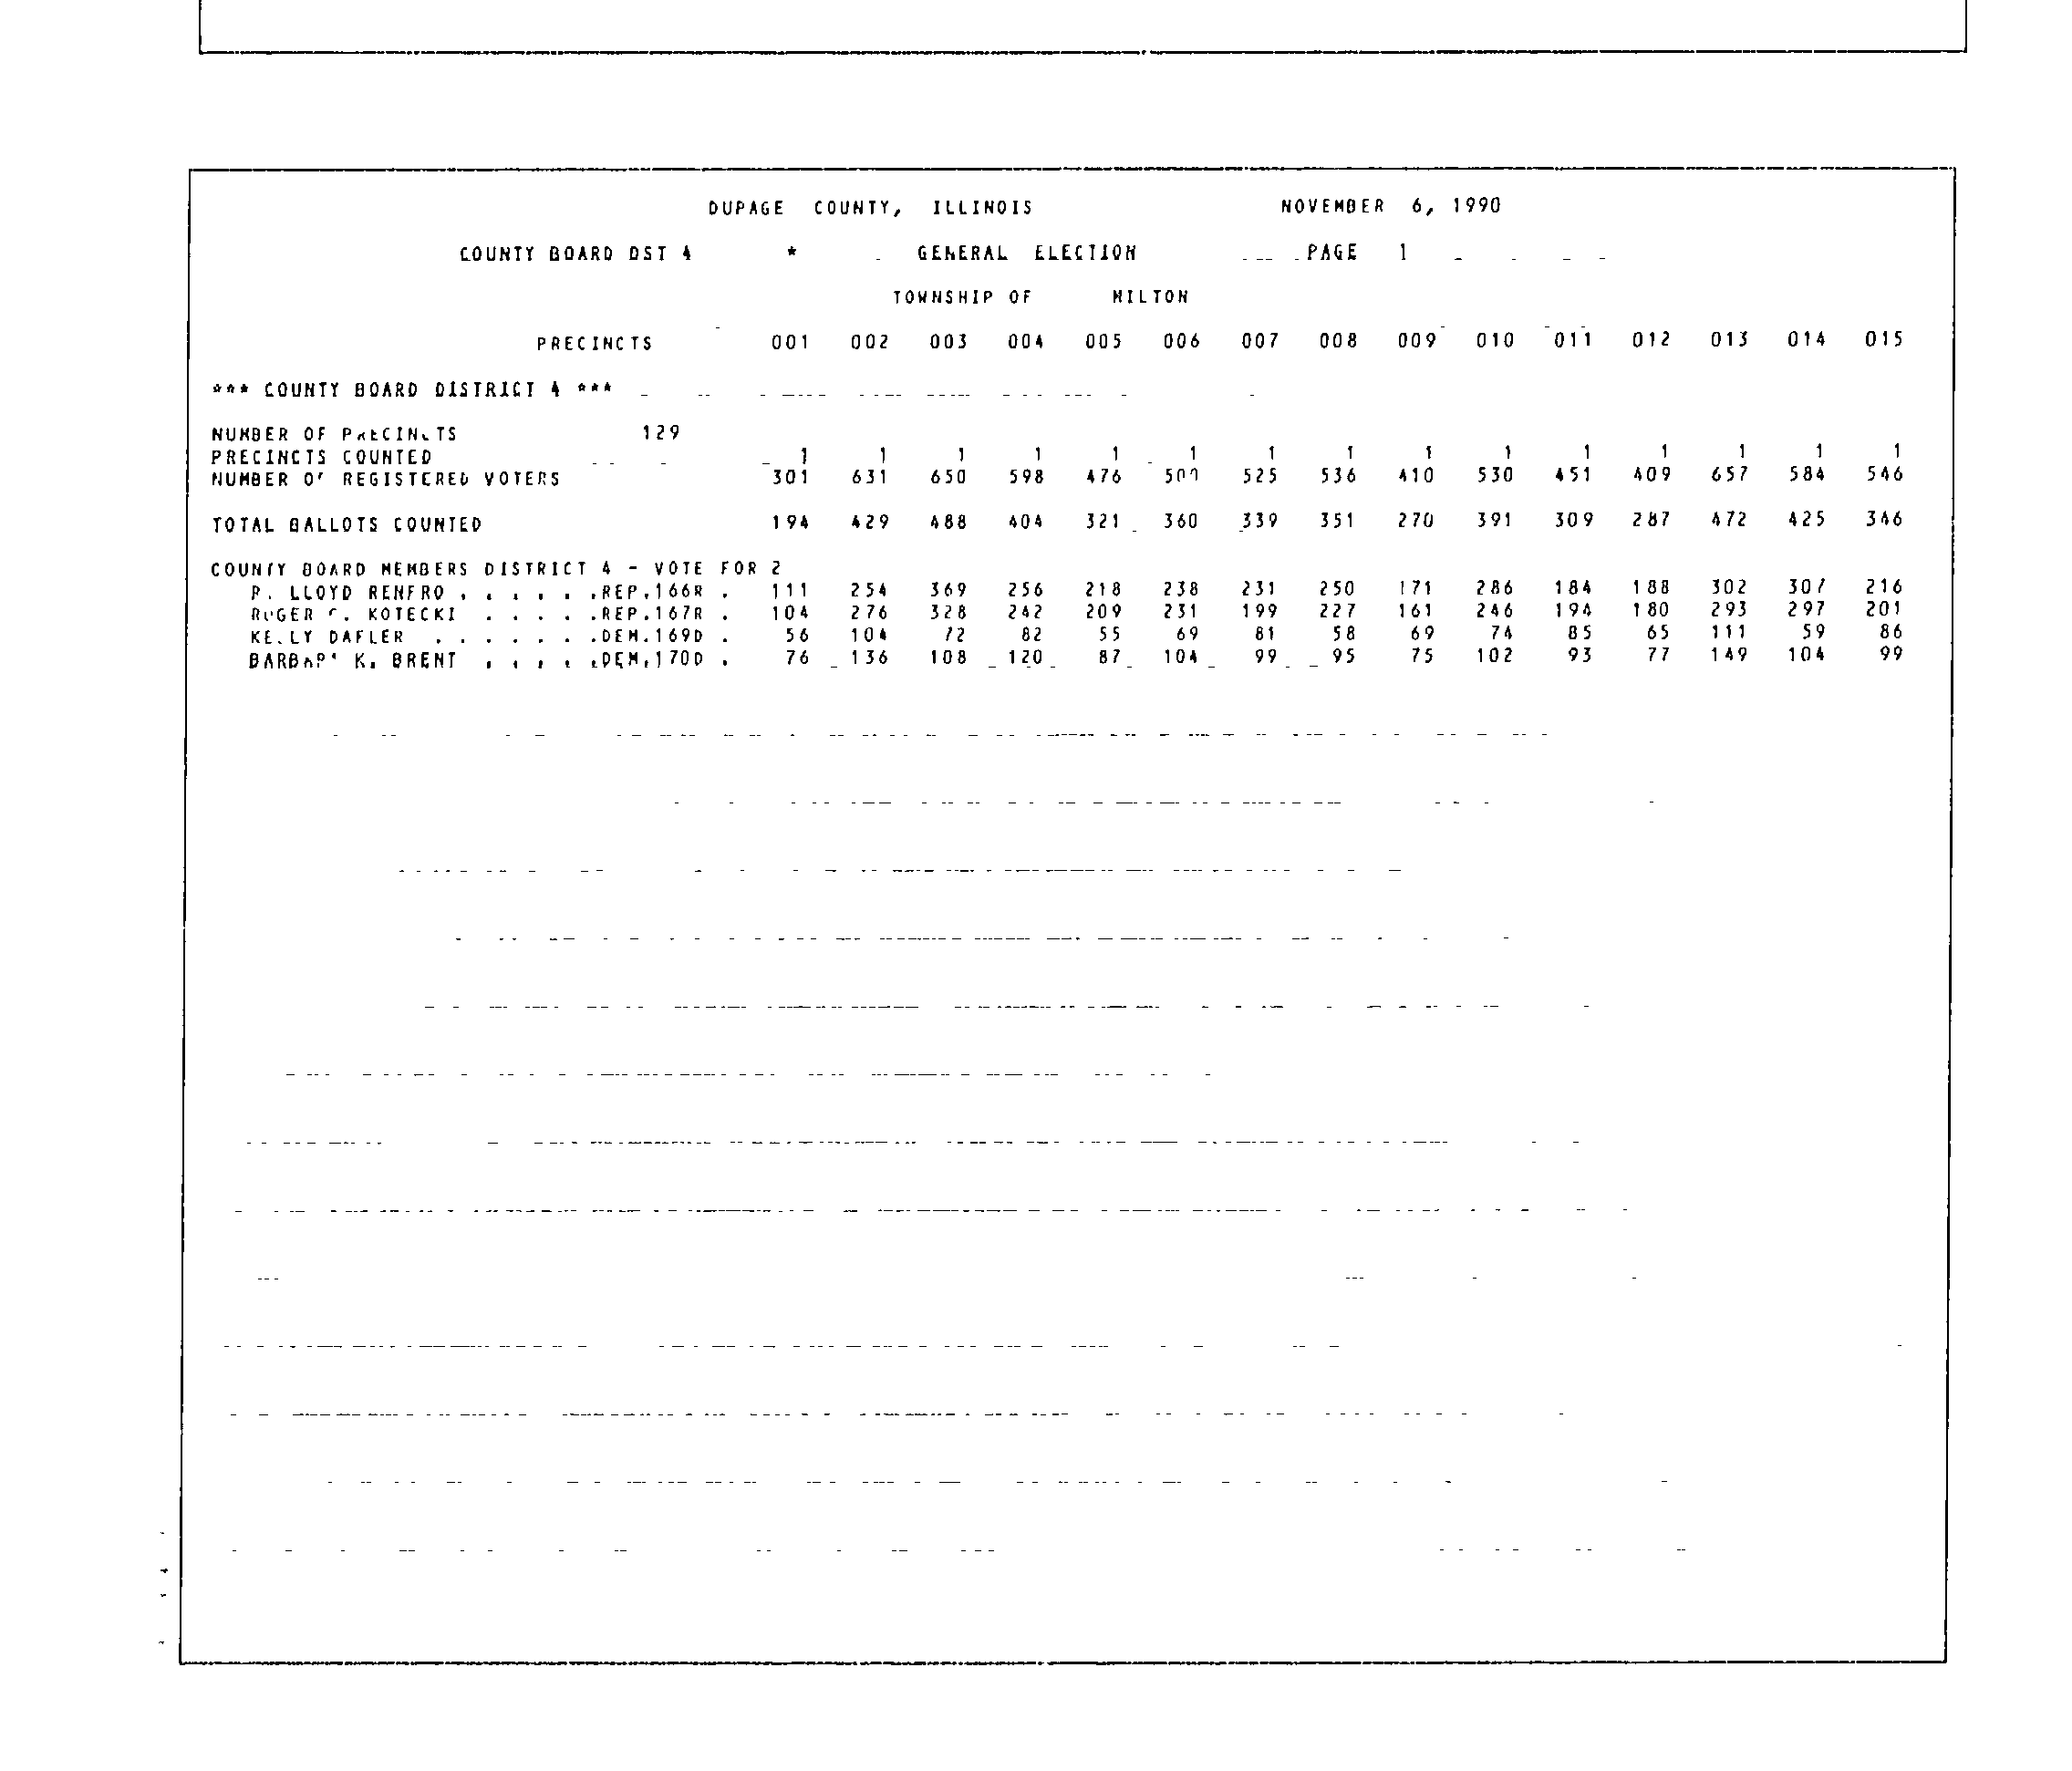 DUPAGE COUNTY, ILLINOIS NOVEMBER 6, 1990
COUNTY BOARD DST 4 * GENERAL ELECTION PAGE 1
TOWNSHIP OF MILTON
PRECINCTS 001 002 003 004 005 006 007 008 009 010 011 012 013 014 015
*** COUNTY BOARD DISTRICT 4 ***
NUMBER OF PRECINCTS 129
PRECINCTS COUNTED 1 1 1 1 1 1 1 1 1 1 1 1 1 1 1
NUMBER OF REGISTERED VOTERS 301 631 650 598 476 525 536 410 530 451 409 657 584 546
TOTAL BALLOTS COUNTED 194 429 488 404 321 360 339 351 270 391 309 287 472 425 346
COUNTY BOARD MEMBERS DISTRICT 4 - VOTE FOR 2
P. LLOYD RENFRO . . . . . .REP.166R . 111 254 369 256 218 238 231 250 171 286 184 188 302 307 216
ROGER KOTECKI . . . . .REP.167R . 104 276 328 242 209 231 199 227 161 246 194 180 293 297 201
KELLY DAFLER . . . . . . .DEM.169D . 56 104 72 82 55 69 81 58 69 74 85 65 111 59 86
BARBARA K. BRENT . . . . .DEM.170D . 76 136 108 120 87 104 99 95 75 102 93 77 149 104 99